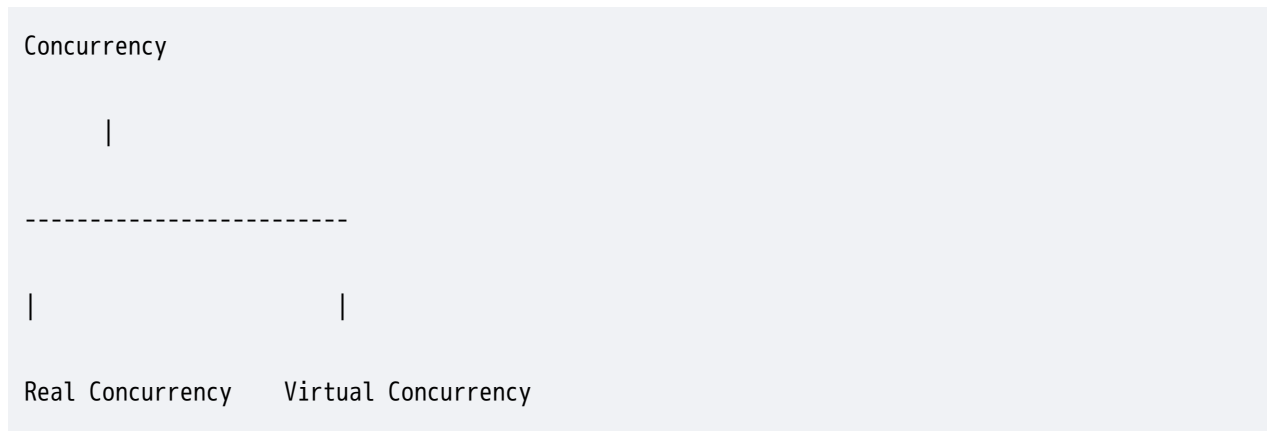 Concurrency
|
-------------------------
|                       |
Real Concurrency    Virtual Concurrency